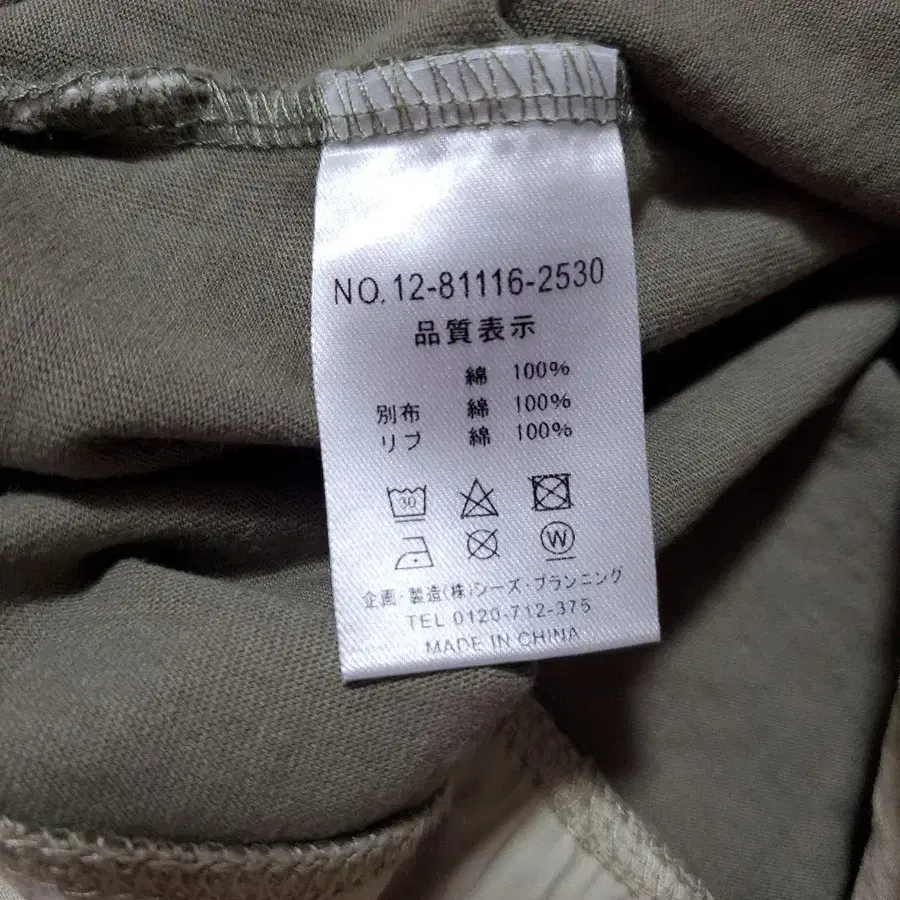 NO. 12-81116-2530
品質表示
綿 100%
別布 綿 100%
リブ 綿 100%
30
W
企画・製造(株)シーズ・プランニング
TEL 0120-712-375
MADE IN CHINA